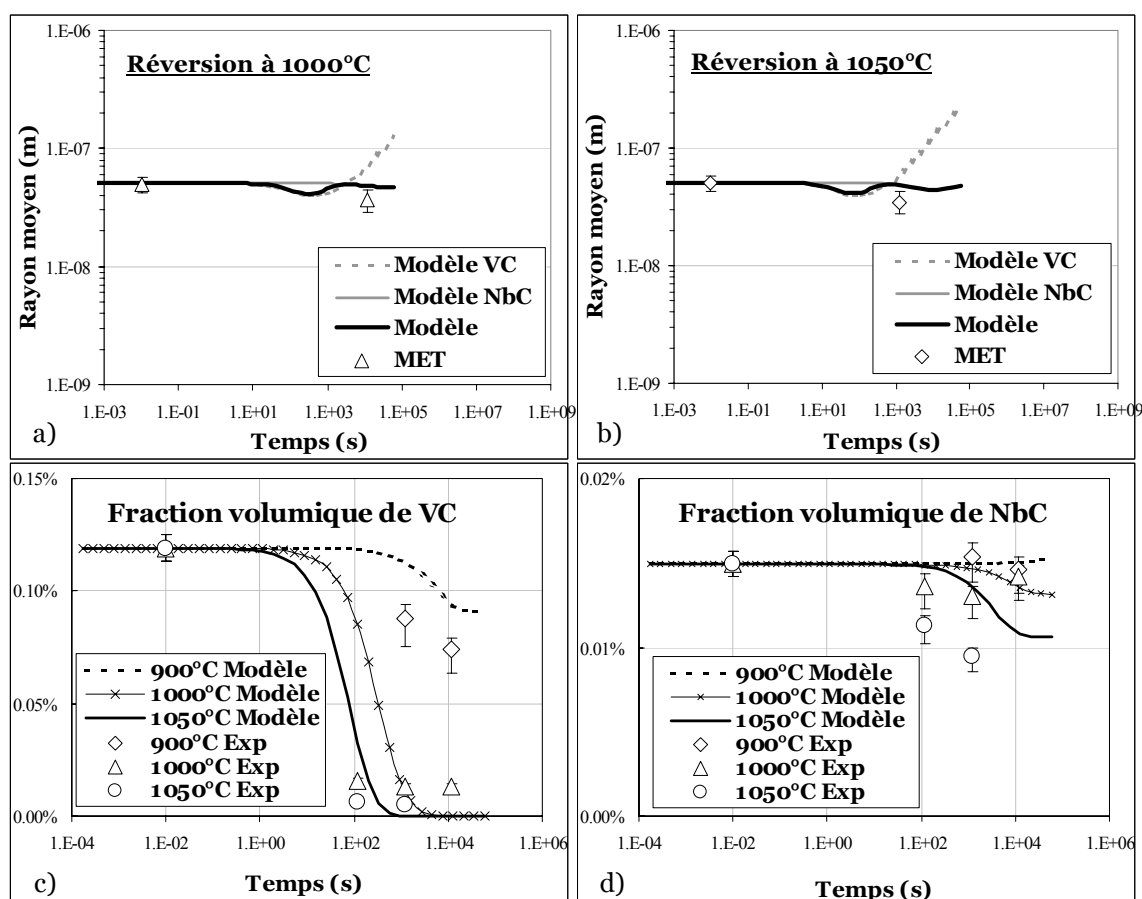 Réversion à 1000°C
Rayon moyen (m)
1.E-06
1.E-07
1.E-08
1.E-09
Modèle VC
Modèle NbC
Modèle
MET
1.E-03 1.E-01 1.E+01 1.E+03 1.E+05 1.E+07 1.E+09
Temps (s)
a)
Réversion à 1050°C
Rayon moyen (m)
1.E-06
1.E-07
1.E-08
1.E-09
Modèle VC
Modèle NbC
Modèle
MET
1.E-03 1.E-01 1.E+01 1.E+03 1.E+05 1.E+07 1.E+09
Temps (s)
b)
Fraction volumique de VC
0.15%
0.10%
0.05%
0.00%
900°C Modèle
1000°C Modèle
1050°C Modèle
900°C Exp
1000°C Exp
1050°C Exp
1.E-04 1.E-02 1.E+00 1.E+02 1.E+04 1.E+06
Temps (s)
c)
Fraction volumique de NbC
0.02%
0.01%
0.00%
900°C Modèle
1000°C Modèle
1050°C Modèle
900°C Exp
1000°C Exp
1050°C Exp
1.E-04 1.E-02 1.E+00 1.E+02 1.E+04 1.E+06
Temps (s)
d)